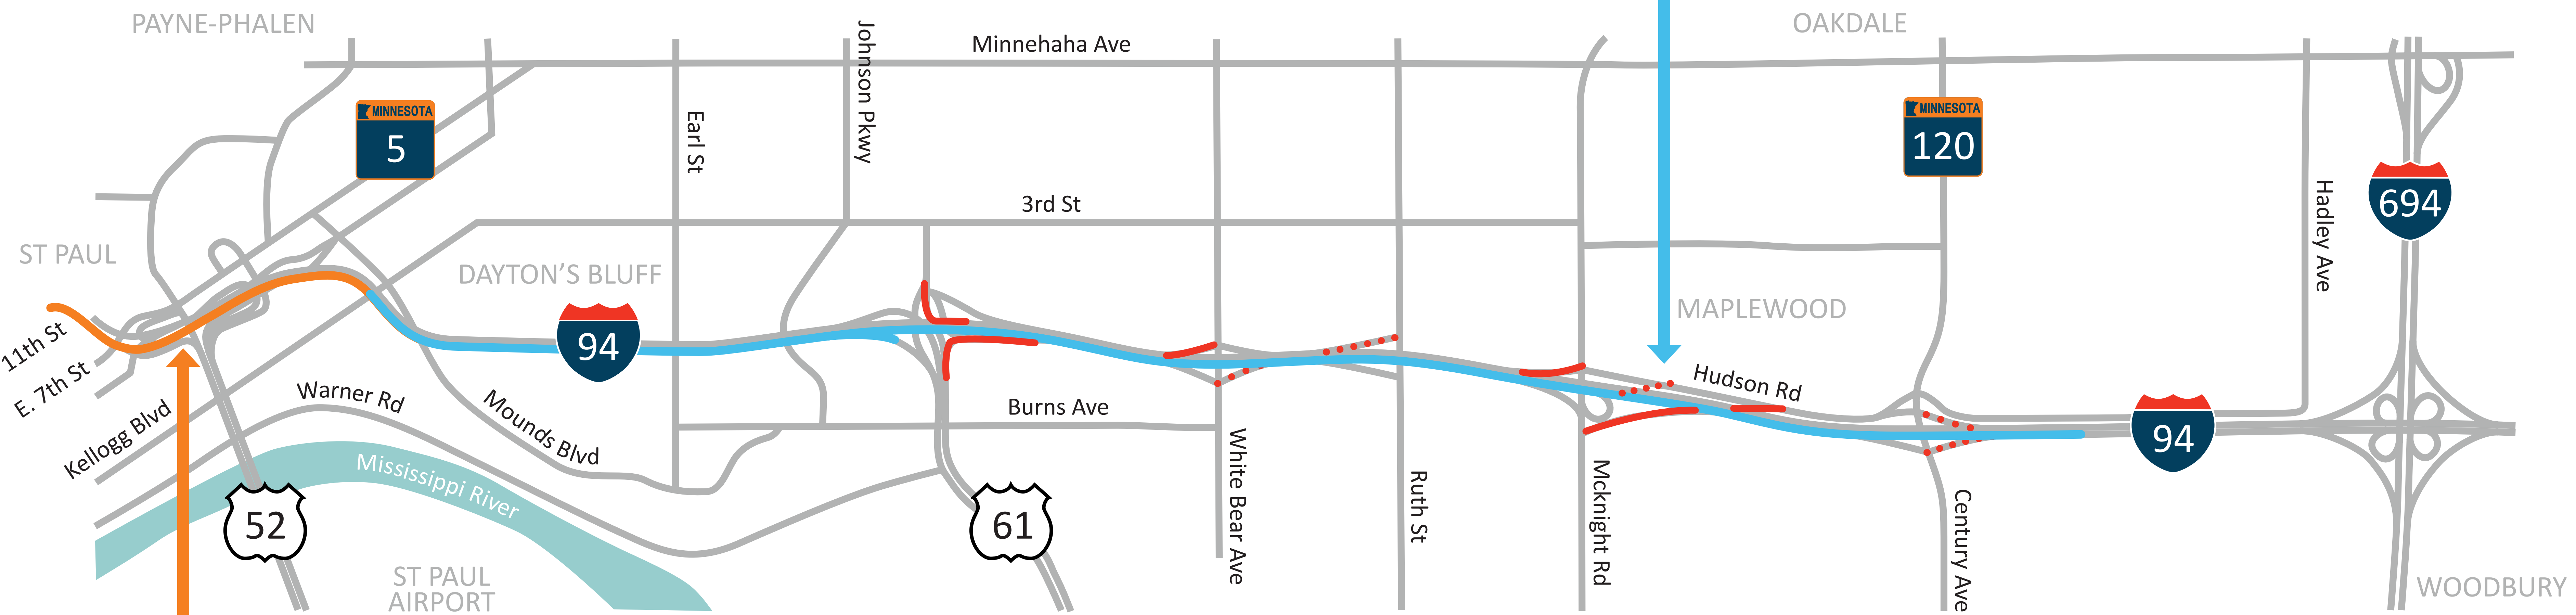 PAYNE-PHALEN
OAKDALE
Johnson Pkwy
Minnehaha Ave
MINNESOTA
5
MINNESOTA
120
Earl St
694
Hadley Ave
3rd St
ST PAUL
DAYTON'S BLUFF
MAPLEWOOD
94
11th St
E. 7th St
Kellogg Blvd
Warner Rd
Mounds Blvd
Burns Ave
Hudson Rd
94
Mississippi River
White Bear Ave
Ruth St
Mcknight Rd
Century Ave
52
61
ST PAUL
AIRPORT
WOODBURY